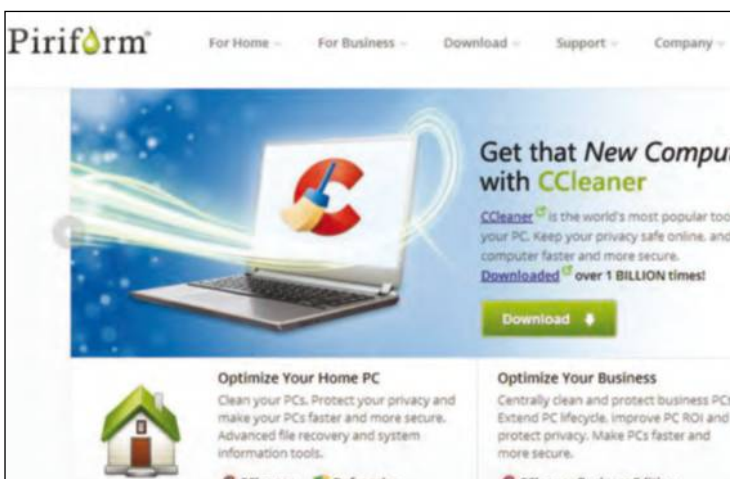 Piriform
For Home
For Business
Download
Support
Company
Get that New Comput
with CCleaner
CCleaner is the world's most popular too
your PC. Keep your privacy safe online, and
computer faster and more secure.
Downloaded over 1 BILLION times!
Download
Optimize Your Home PC
Clean your PCs. Protect your privacy and
make your PCs faster and more secure.
Advanced file recovery and system
information tools.
Optimize Your Business
Centrally clean and protect business PCs
Extend PC lifecycle, improve PC ROI and
protect privacy. Make PCs faster and
more secure.